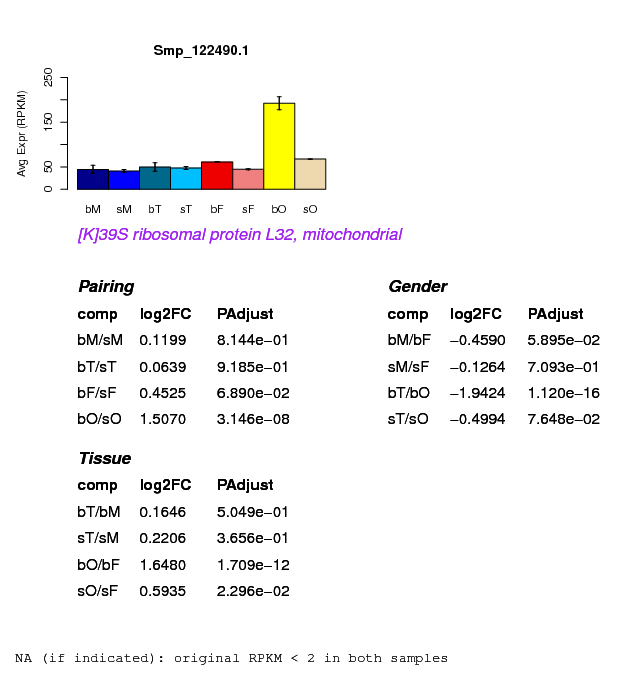 Smp_122490.1
Avg Expr (RPKM)
0 50 150 250
bM sM bT sT bF sF bO sO
[K]39S ribosomal protein L32, mitochondrial
Pairing
comp log2FC PAdjust
bM/sM 0.1199 8.144e−01
bT/sT 0.0639 9.185e−01
bF/sF 0.4525 6.890e−02
bO/sO 1.5070 3.146e−08
Gender
comp log2FC PAdjust
bM/bF −0.4590 5.895e−02
sM/sF −0.1264 7.093e−01
bT/bO −1.9424 1.120e−16
sT/sO −0.4994 7.648e−02
Tissue
comp log2FC PAdjust
bT/bM 0.1646 5.049e−01
sT/sM 0.2206 3.656e−01
bO/bF 1.6480 1.709e−12
sO/sF 0.5935 2.296e−02
NA (if indicated): original RPKM < 2 in both samples